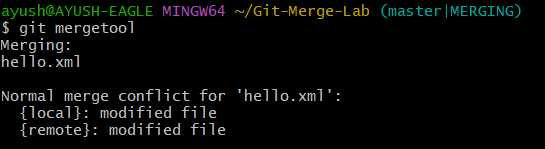 ayush@AYUSH-EAGLE MINGW64 ~/Git-Merge-Lab (master|MERGING)
$ git mergetool
Merging:
hello.xml
Normal merge conflict for 'hello.xml':
{local}: modified file
{remote}: modified file